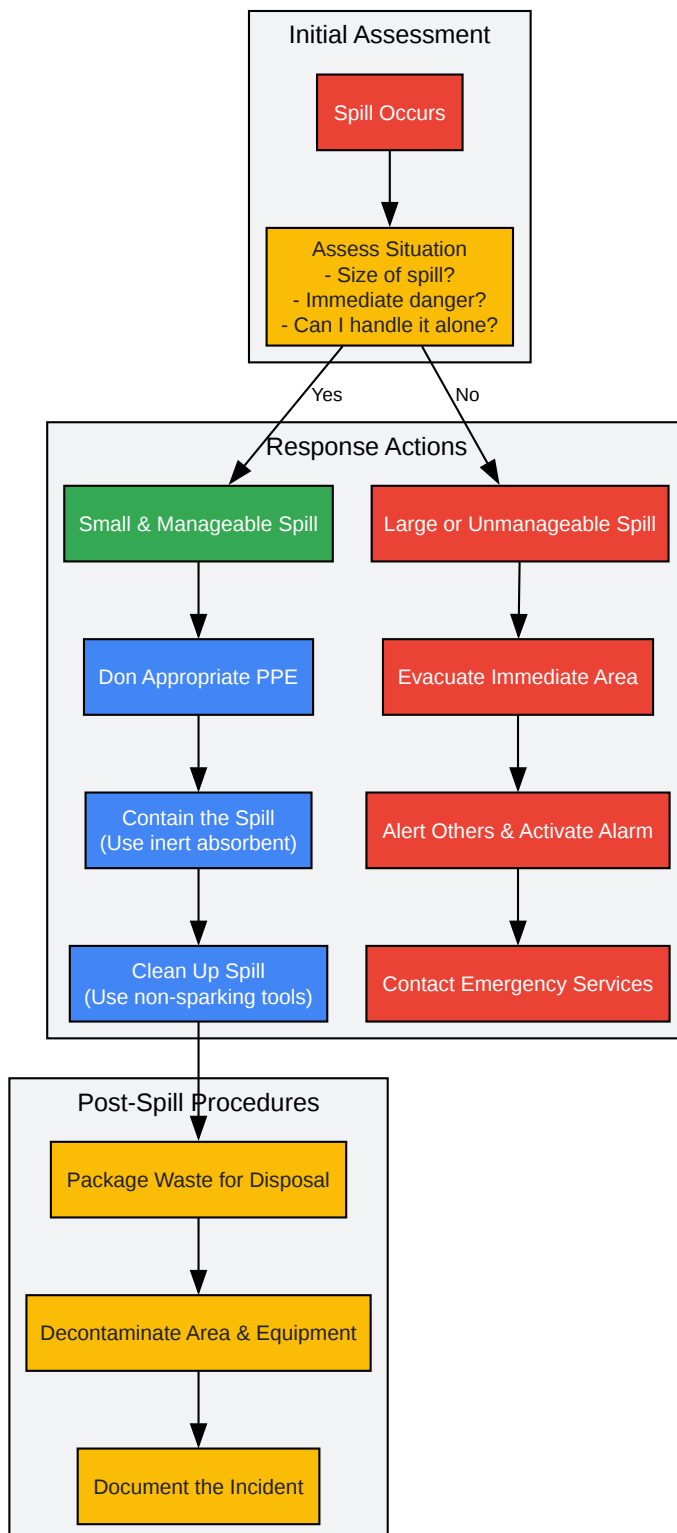 Initial Assessment
Spill Occurs
Assess Situation
- Size of spill?
- Immediate danger?
- Can I handle it alone?
Yes
No
Response Actions
Small & Manageable Spill
Large or Unmanageable Spill
Don Appropriate PPE
Evacuate Immediate Area
Contain the Spill
(Use inert absorbent)
Alert Others & Activate Alarm
Clean Up Spill
(Use non-sparking tools)
Contact Emergency Services
Post-Spill Procedures
Package Waste for Disposal
Decontaminate Area & Equipment
Document the Incident